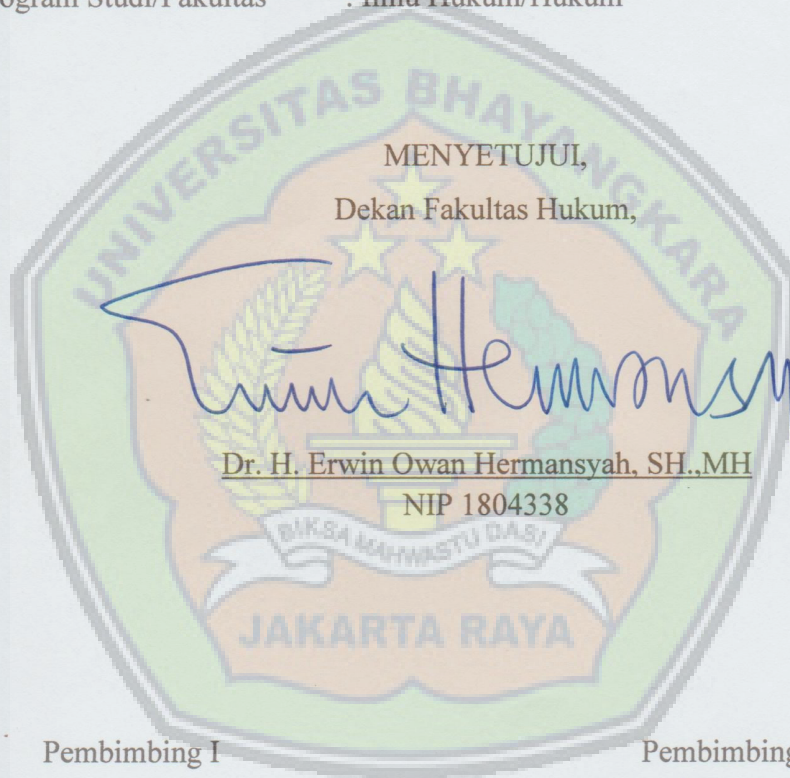 ogram Studi/Fakultas : Ilmu Hukum/Hukum
UNIVERSITAS BHAYANGKARA
MENYETUJUI,
Dekan Fakultas Hukum,
Dr. H. Erwin Owan Hermansyah, SH.,MH
NIP 1804338
BIKSA MAHWASTU DASI
JAKARTA RAYA
Pembimbing I Pembimbing